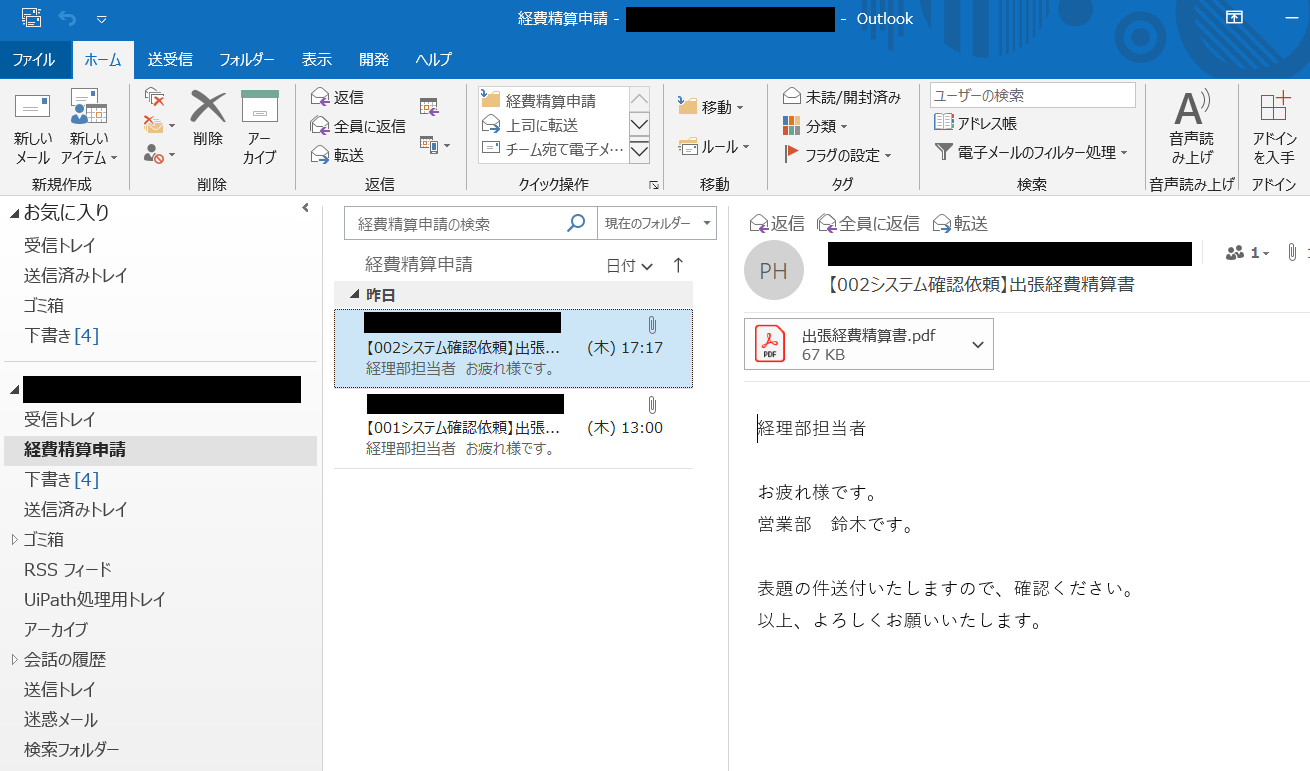 経費精算申請 - - Outlook
ファイル ホーム 送受信 フォルダー 表示 開発 ヘルプ
新しい
メール
新しい
アイテム
新規作成
削除
アー
カイブ
削除
返信
全員に返信
転送
返信
経費精算申請
上司に転送
チーム宛て電子メ…
クイック操作
移動
ルール
移動
未読/開封済み
分類
フラグの設定
タグ
ユーザーの検索
アドレス帳
電子メールのフィルター処理
検索
A
音声読
み上げ
音声読み上げ
アドイン
を入手
アドイン
お気に入り
受信トレイ
送信済みトレイ
ゴミ箱
下書き [4]
受信トレイ
経費精算申請
下書き [4]
送信済みトレイ
ゴミ箱
RSS フィード
UiPath処理用トレイ
アーカイブ
会話の履歴
送信トレイ
迷惑メール
検索フォルダー
経費精算申請の検索 現在のフォルダー
経費精算申請 日付
昨日
【002システム確認依頼】出張... (木) 17:17
経理部担当者 お疲れ様です。
【001システム確認依頼】出張... (木) 13:00
経理部担当者 お疲れ様です。
返信 全員に返信 転送
PH
1
【002システム確認依頼】出張経費精算書
PDF
出張経費精算書.pdf
67 KB
経理部担当者
お疲れ様です。
営業部 鈴木です。
表題の件送付いたしますので、確認ください。
以上、よろしくお願いいたします。